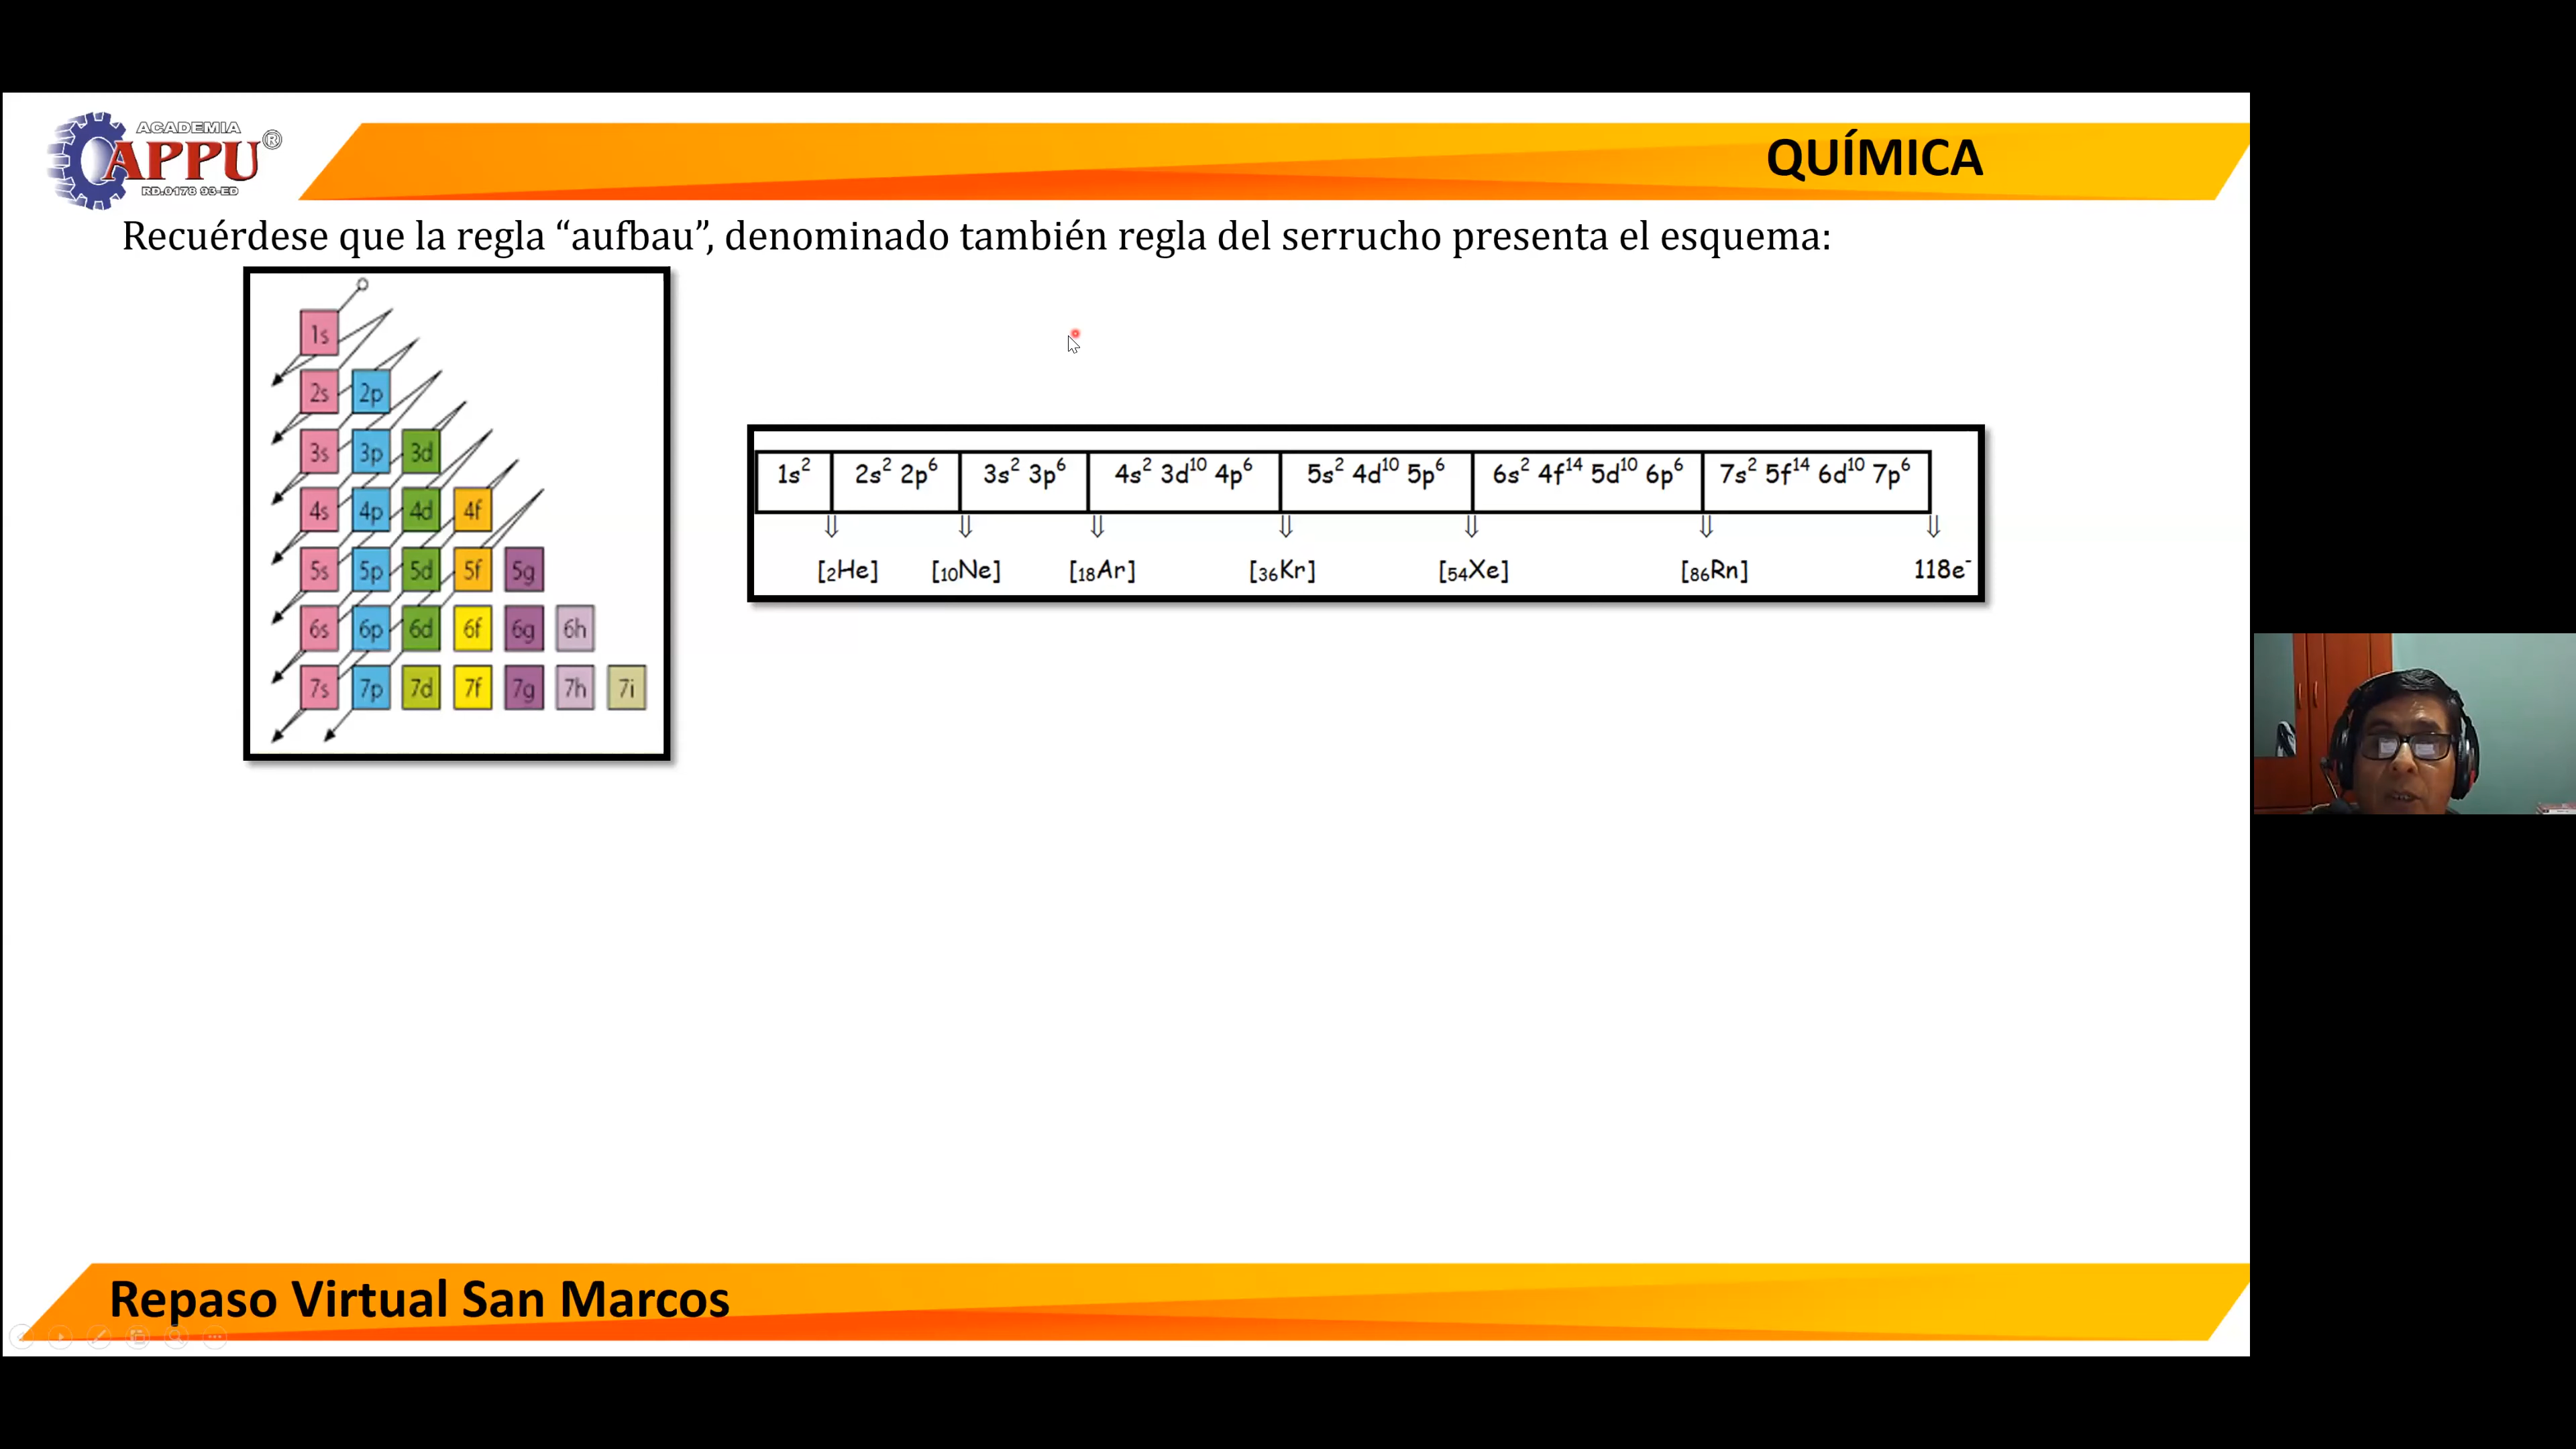 ACADEMIA
APPU®
RD.0178 93-ED
QUÍMICA
Recuérdese que la regla “aufbau”, denominado también regla del serrucho presenta el esquema:
1s
2s 2p
3s 3p 3d
4s 4p 4d 4f
5s 5p 5d 5f 5g
6s 6p 6d 6f 6g 6h
7s 7p 7d 7f 7g 7h 7i
1s² 2s² 2p⁶ 3s² 3p⁶ 4s² 3d¹⁰ 4p⁶ 5s² 4d¹⁰ 5p⁶ 6s² 4f¹⁴ 5d¹⁰ 6p⁶ 7s² 5f¹⁴ 6d¹⁰ 7p⁶
⇓ ⇓ ⇓ ⇓ ⇓ ⇓ ⇓
[₂He] [₁₀Ne] [₁₈Ar] [₃₆Kr] [₅₄Xe] [₈₆Rn] 118e⁻
Repaso Virtual San Marcos